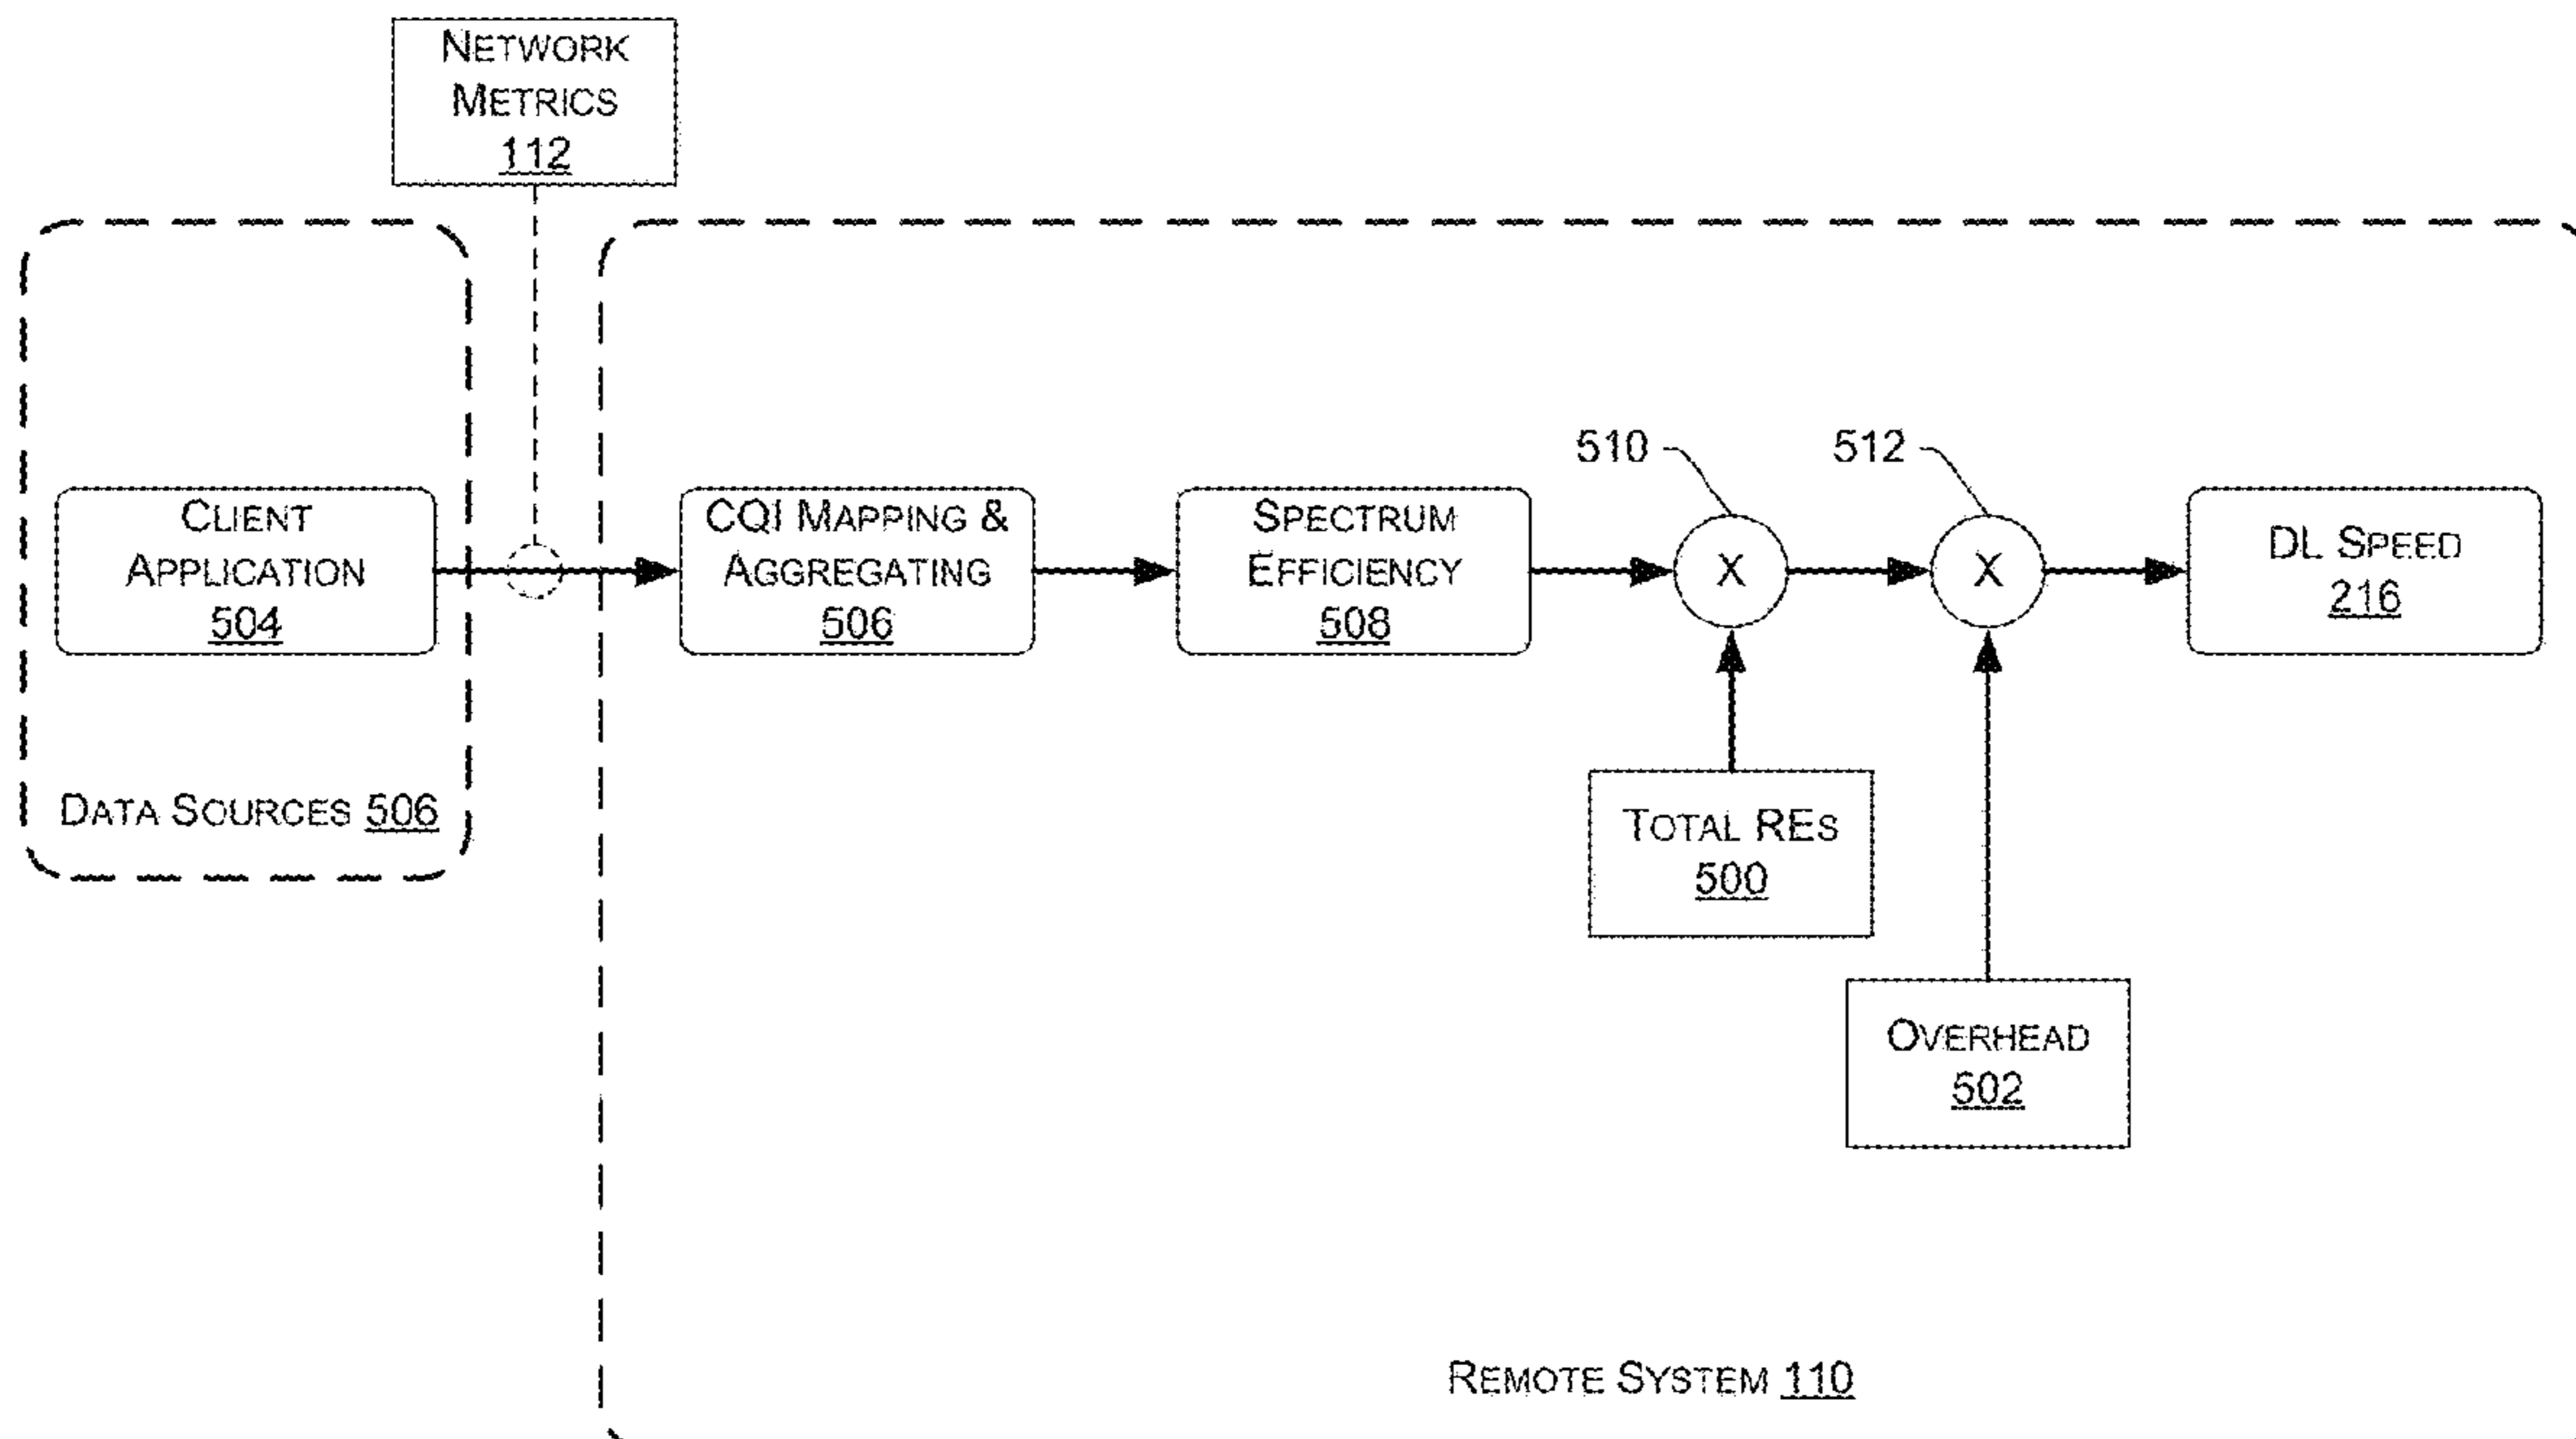 NETWORK
METRICS
112
510
512
CLIENT
APPLICATION
504
CQI MAPPING &
AGGREGATING
506
SPECTRUM
EFFICIENCY
508
X
X
DL SPEED
216
DATA SOURCES 506
TOTAL REs
500
OVERHEAD
502
REMOTE SYSTEM 110